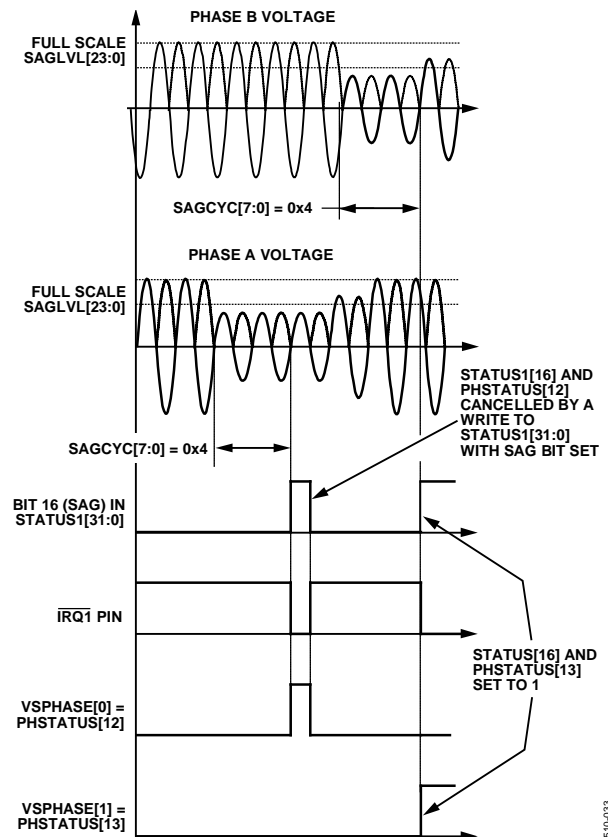 PHASE B VOLTAGE
FULL SCALE
SAGLVL[23:0]
SAGCYC[7:0] = 0x4
PHASE A VOLTAGE
FULL SCALE
SAGLVL[23:0]
STATUS1[16] AND
PHSTATUS[12]
CANCELLED BY A
WRITE TO
STATUS1[31:0]
WITH SAG BIT SET
SAGCYC[7:0] = 0x4
BIT 16 (SAG) IN
STATUS1[31:0]
IRQ1 PIN
STATUS[16] AND
PHSTATUS[13]
SET TO 1
VSPHASE[0] =
PHSTATUS[12]
VSPHASE[1] =
PHSTATUS[13]